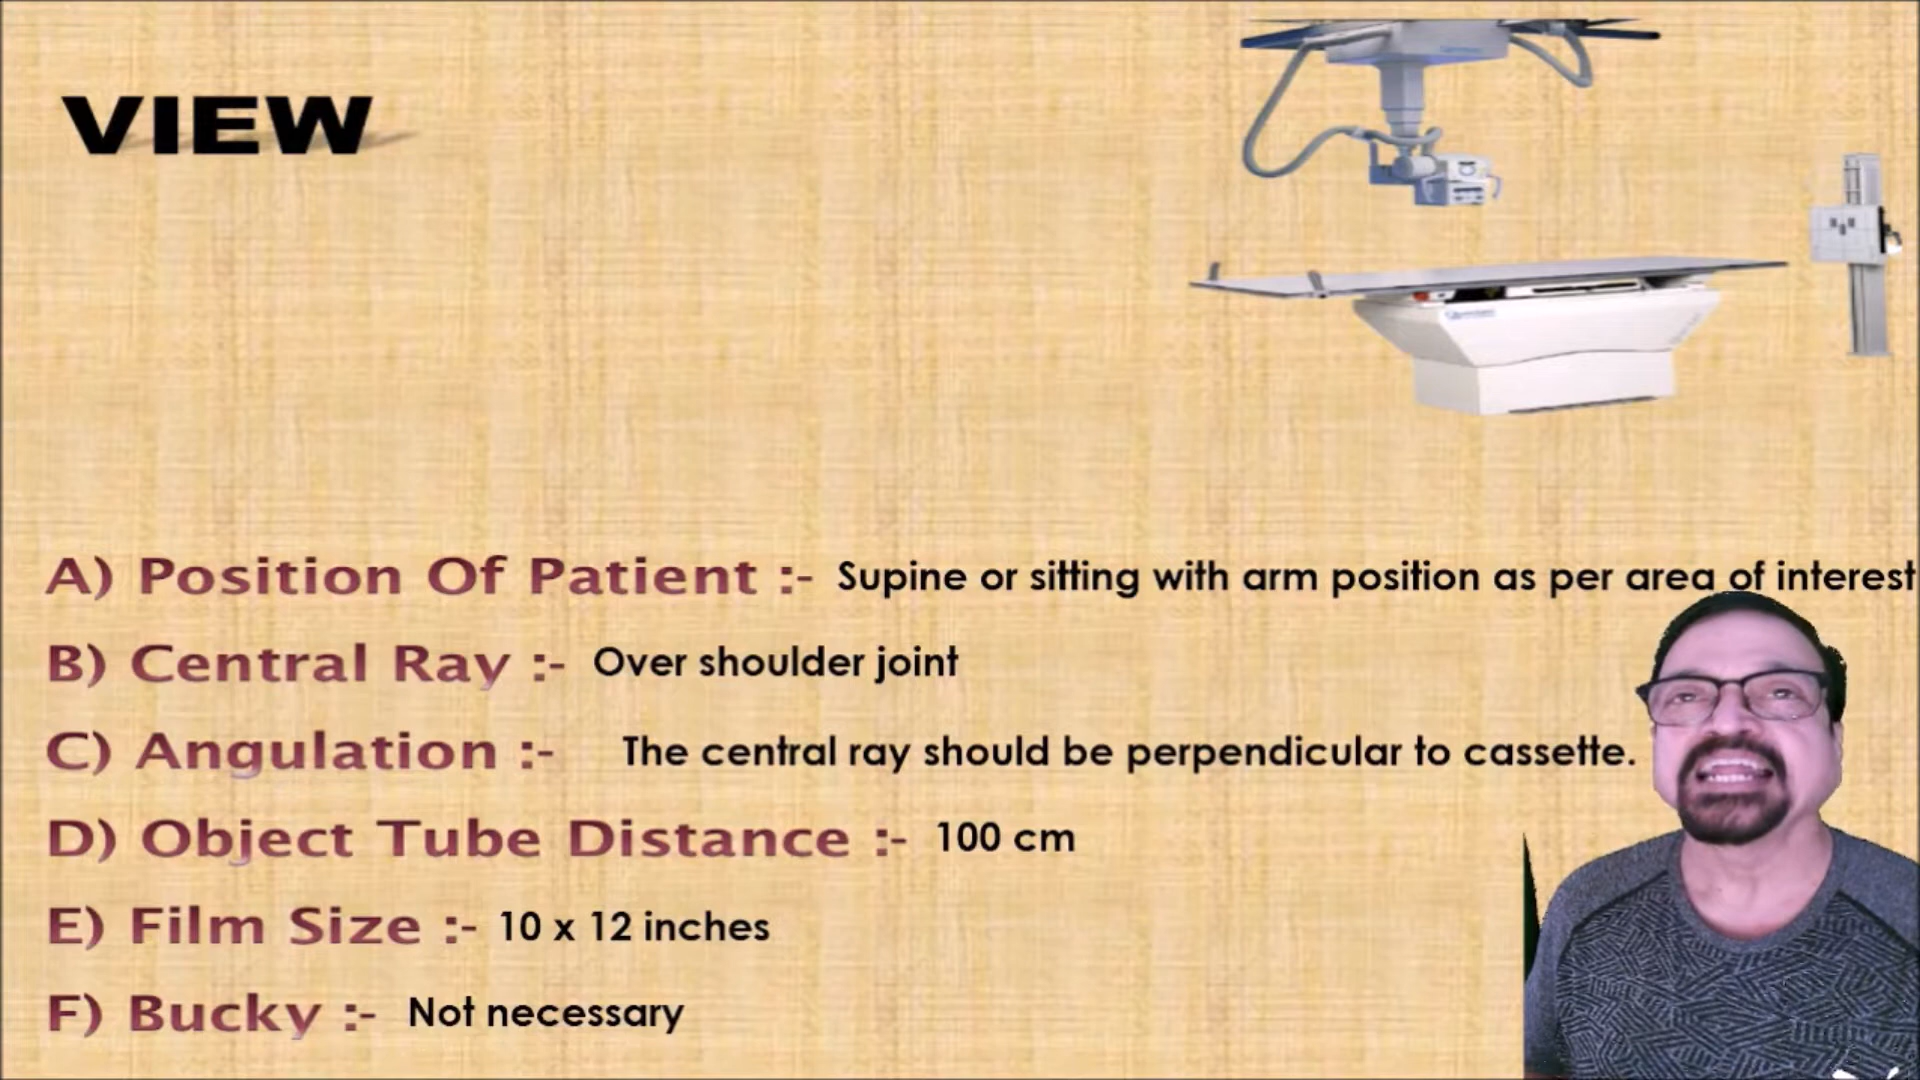 VIEW
A) Position Of Patient :- Supine or sitting with arm position as per area of interest
B) Central Ray :- Over shoulder joint
C) Angulation :- The central ray should be perpendicular to cassette.
D) Object Tube Distance :- 100 cm
E) Film Size :- 10 x 12 inches
F) Bucky :- Not necessary